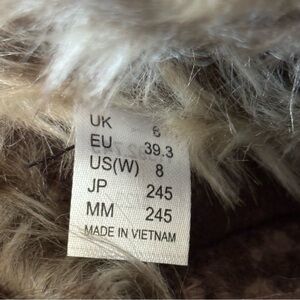 UK 6
EU 39.3
US(W) 8
JP 245
MM 245
MADE IN VIETNAM